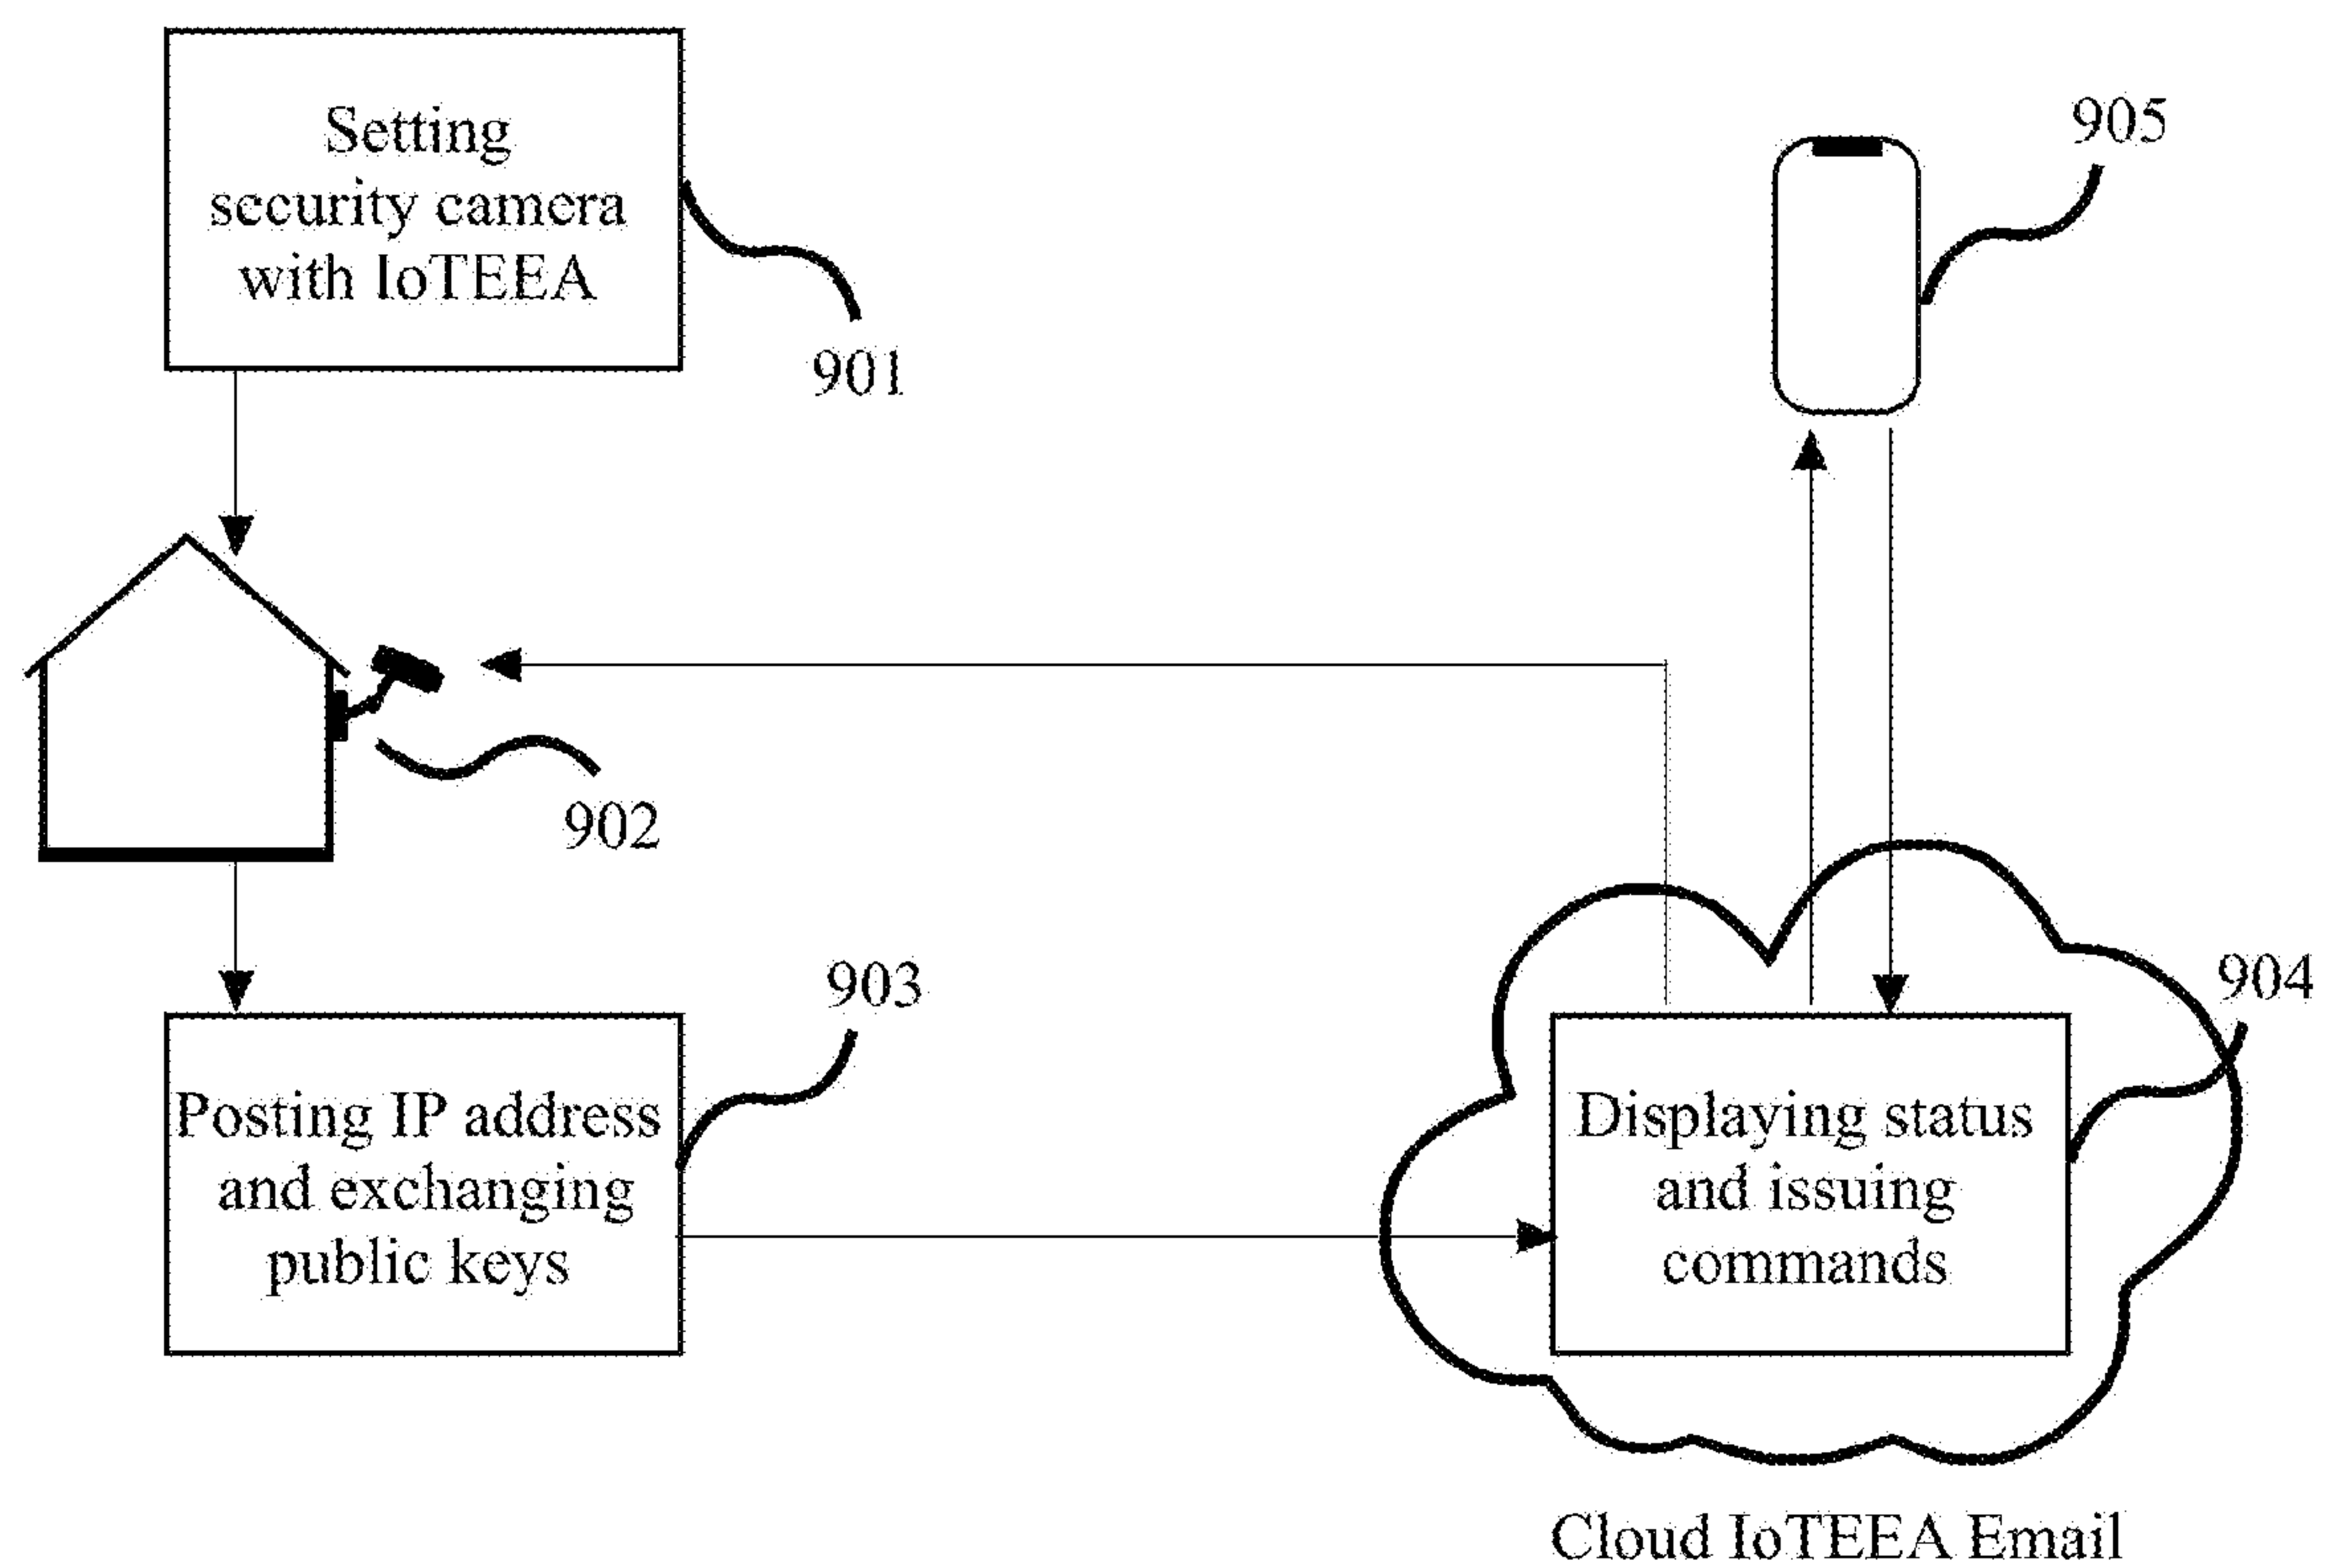 Setting
security camera
with IoTEEA
901
905
902
903
Posting IP address
and exchanging
public keys
904
Displaying status
and issuing
commands
Cloud IoTEEA Email